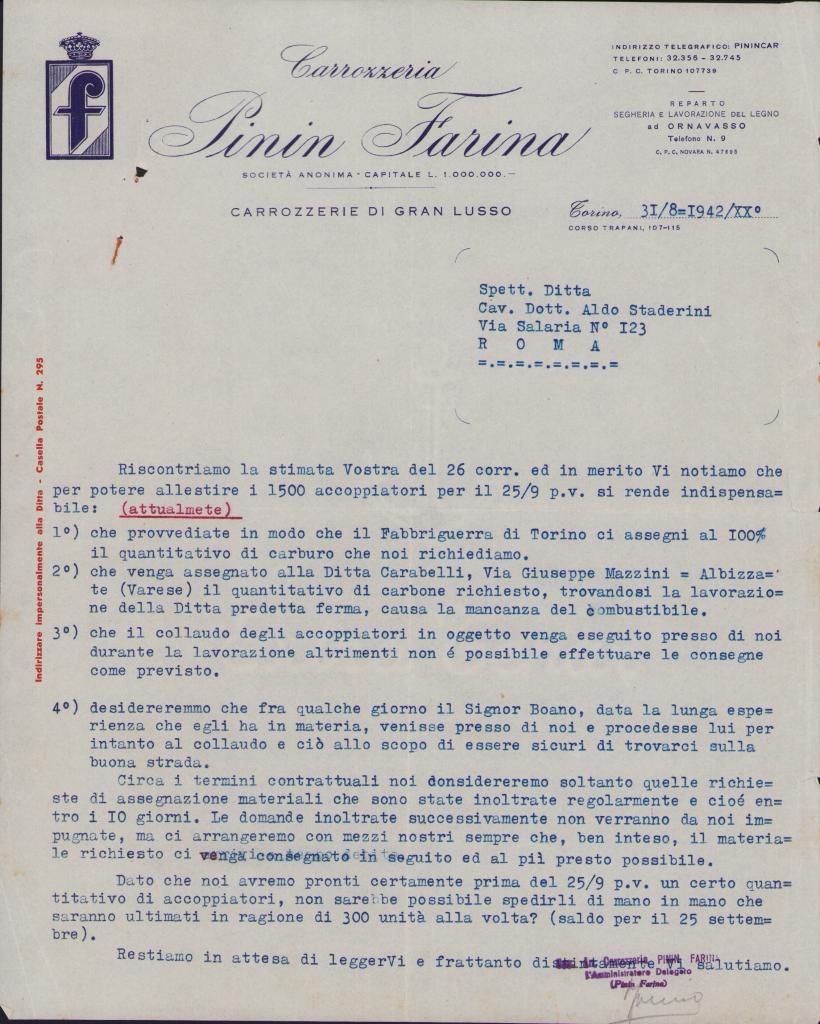 f
Carrozzeria
Pinin Farina
SOCIETÀ ANONIMA - CAPITALE L. 1.000.000.-
CARROZZERIE DI GRAN LUSSO
INDIRIZZO TELEGRAFICO: PININCAR
TELEFONI: 32.356 - 32.745
C P. C. TORINO 107739
REPARTO
SEGHERIA E LAVORAZIONE DEL LEGNO
ad ORNAVASSO
Telefono N. 9
C. P. C. NOVARA N. 47695
Torino, 3I/8=I942/XX°
CORSO TRAPANI, 107-115
Spett. Ditta
Cav. Dott. Aldo Staderini
Via Salaria N° I23
R O M A
=.=.=.=.=.=.=.=.=
Indirizzare impersonalmente alla Ditta - Casella Postale N. 295
Riscontriamo la stimata Vostra del 26 corr. ed in merito Vi notiamo che
per potere allestire i 1500 accoppiatori per il 25/9 p.v. si rende indispensa=
bile: (attualmete)
1°) che provvediate in modo che il Fabbriguerra di Torino ci assegni al I00%
il quantitativo di carburo che noi richiediamo.
2°) che venga assegnato alla Ditta Carabelli, Via Giuseppe Mazzini = Albizza=
te (Varese) il quantitativo di carbone richiesto, trovandosi la lavorazio=
ne della Ditta predetta ferma, causa la mancanza del combustibile.
3°) che il collaudo degli accoppiatori in oggetto venga eseguito presso di noi
durante la lavorazione altrimenti non é possibile effettuare le consegne
come previsto.
4°) desidereremmo che fra qualche giorno il Signor Boano, data la lunga espe=
rienza che egli ha in materia, venisse presso di noi e procedesse lui per
intanto al collaudo e ciò allo scopo di essere sicuri di trovarci sulla
buona strada.
Circa i termini contrattuali noi donsidereremo soltanto quelle richie=
ste di assegnazione materiali che sono state inoltrate regolarmente e cioé en=
tro i IO giorni. Le domande inoltrate successivamente non verranno da noi im=
pugnate, ma ci arrangeremo con mezzi nostri sempre che, ben inteso, il materia=
le richiesto ci venga consegnato in seguito ed al più presto possibile.
Dato che noi avremo pronti certamente prima del 25/9 p.v. un certo quan=
titativo di accoppiatori, non sarebbe possibile spedirli di mano in mano che
saranno ultimati in ragione di 300 unità alla volta? (saldo per il 25 settem=
bre).
Restiamo in attesa di leggerVi e frattanto distintamente Vi salutiamo.
Carrozzeria PININ FARINA
L'Amministratore Delegato
(Pinin Farina)